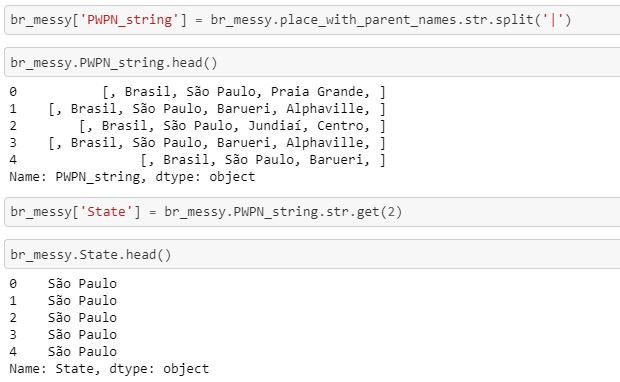 br_messy['PWPN_string'] = br_messy.place_with_parent_names.str.split('|')
br_messy.PWPN_string.head()
0           [, Brasil, São Paulo, Praia Grande, ]
1    [, Brasil, São Paulo, Barueri, Alphaville, ]
2        [, Brasil, São Paulo, Jundiaí, Centro, ]
3    [, Brasil, São Paulo, Barueri, Alphaville, ]
4                [, Brasil, São Paulo, Barueri, ]
Name: PWPN_string, dtype: object
br_messy['State'] = br_messy.PWPN_string.str.get(2)
br_messy.State.head()
0    São Paulo
1    São Paulo
2    São Paulo
3    São Paulo
4    São Paulo
Name: State, dtype: object